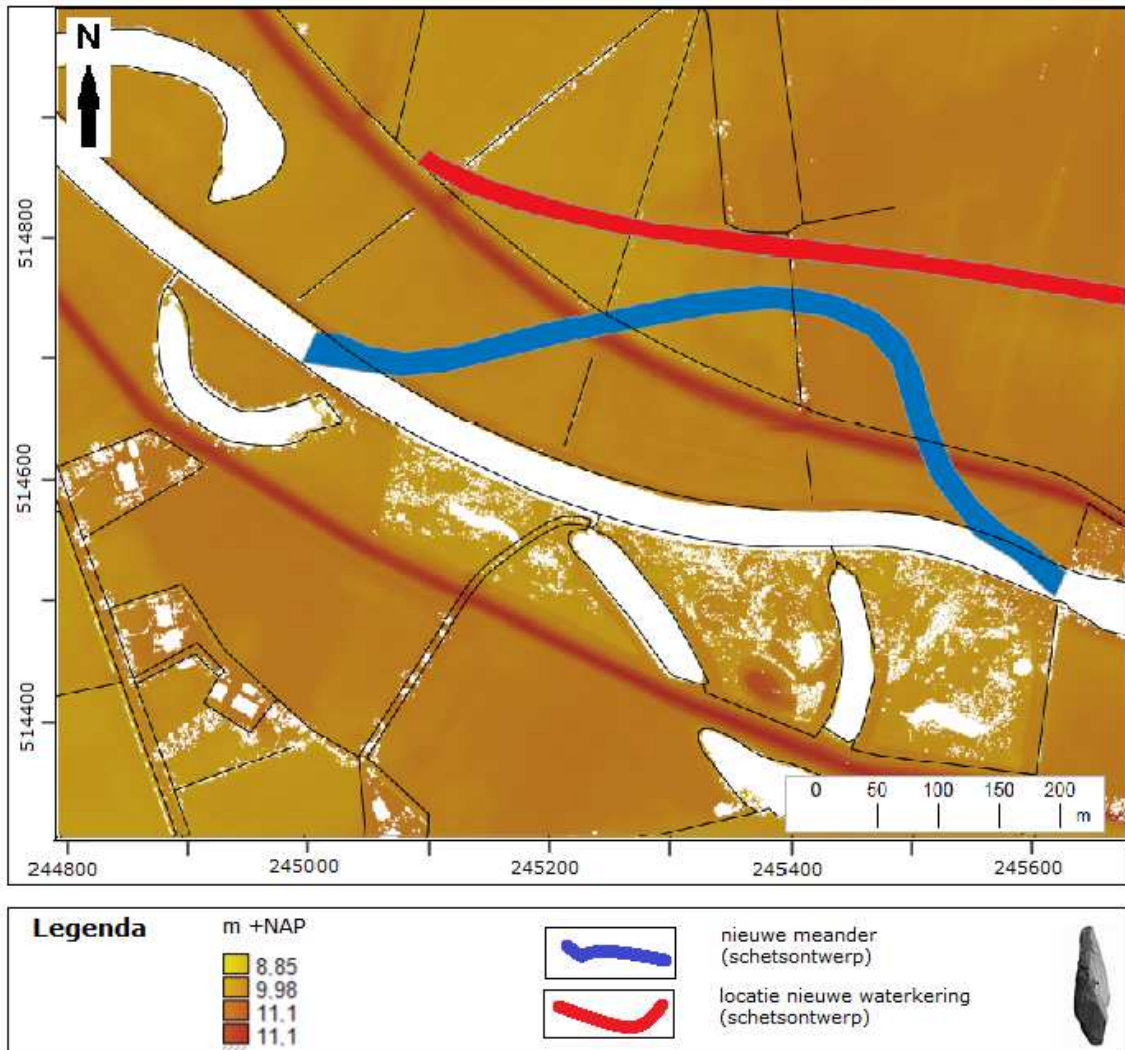 N
514800
514600
514400
0 50 100 150 200
m
244800 245000 245200 245400 245600
Legenda
m +NAP
8.85
9.98
11.1
11.1
nieuwe meander
(schetsontwerp)
locatie nieuwe waterkering
(schetsontwerp)